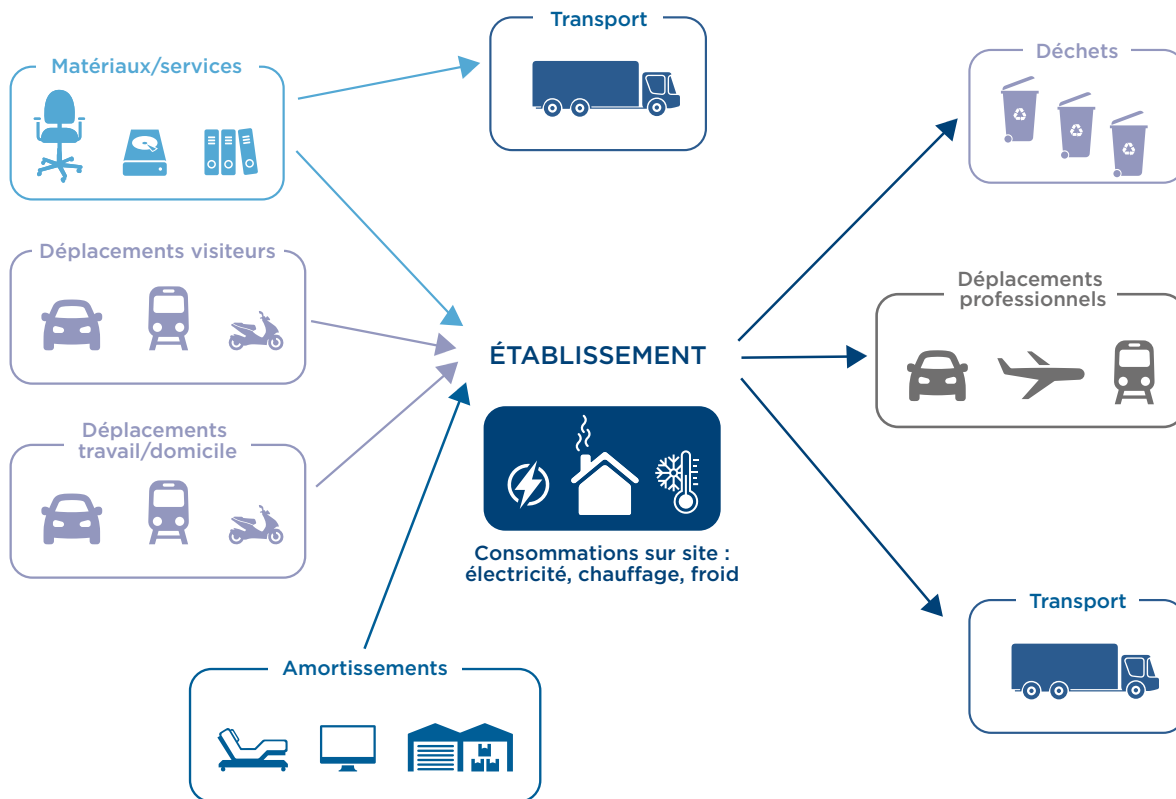 Transport
Matériaux/services
Déchets
Déplacements visiteurs
Déplacements
professionnels
ÉTABLISSEMENT
Déplacements
travail/domicile
Consommations sur site :
électricité, chauffage, froid
Transport
Amortissements